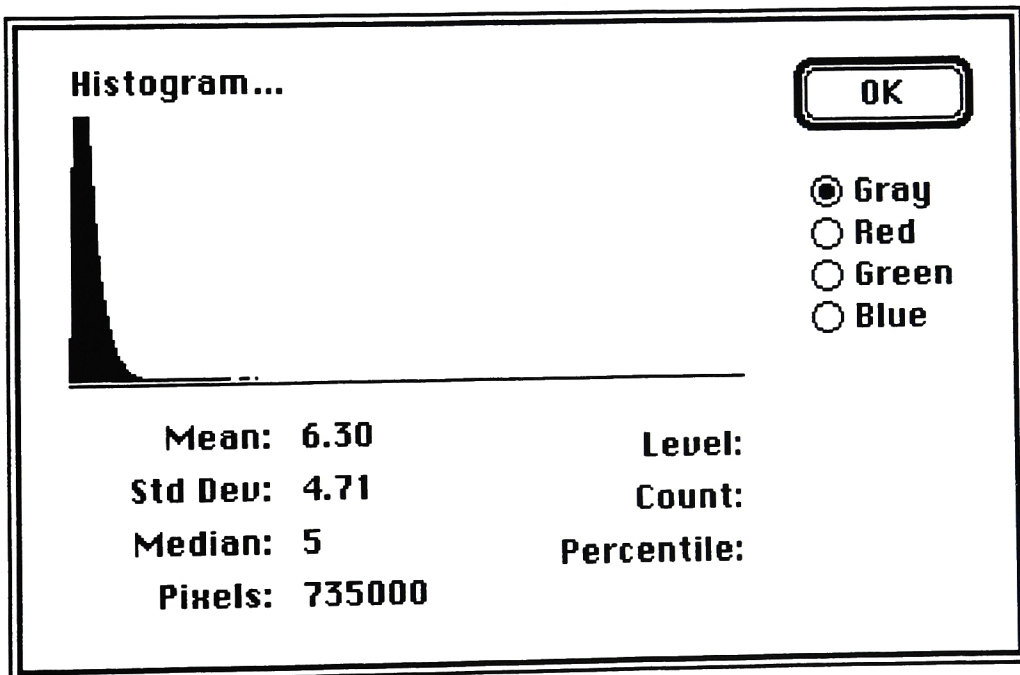 Histogram...
OK
Gray
Red
Green
Blue
Mean: 6.30
Std Dev: 4.71
Median: 5
Pixels: 735000
Level:
Count:
Percentile: